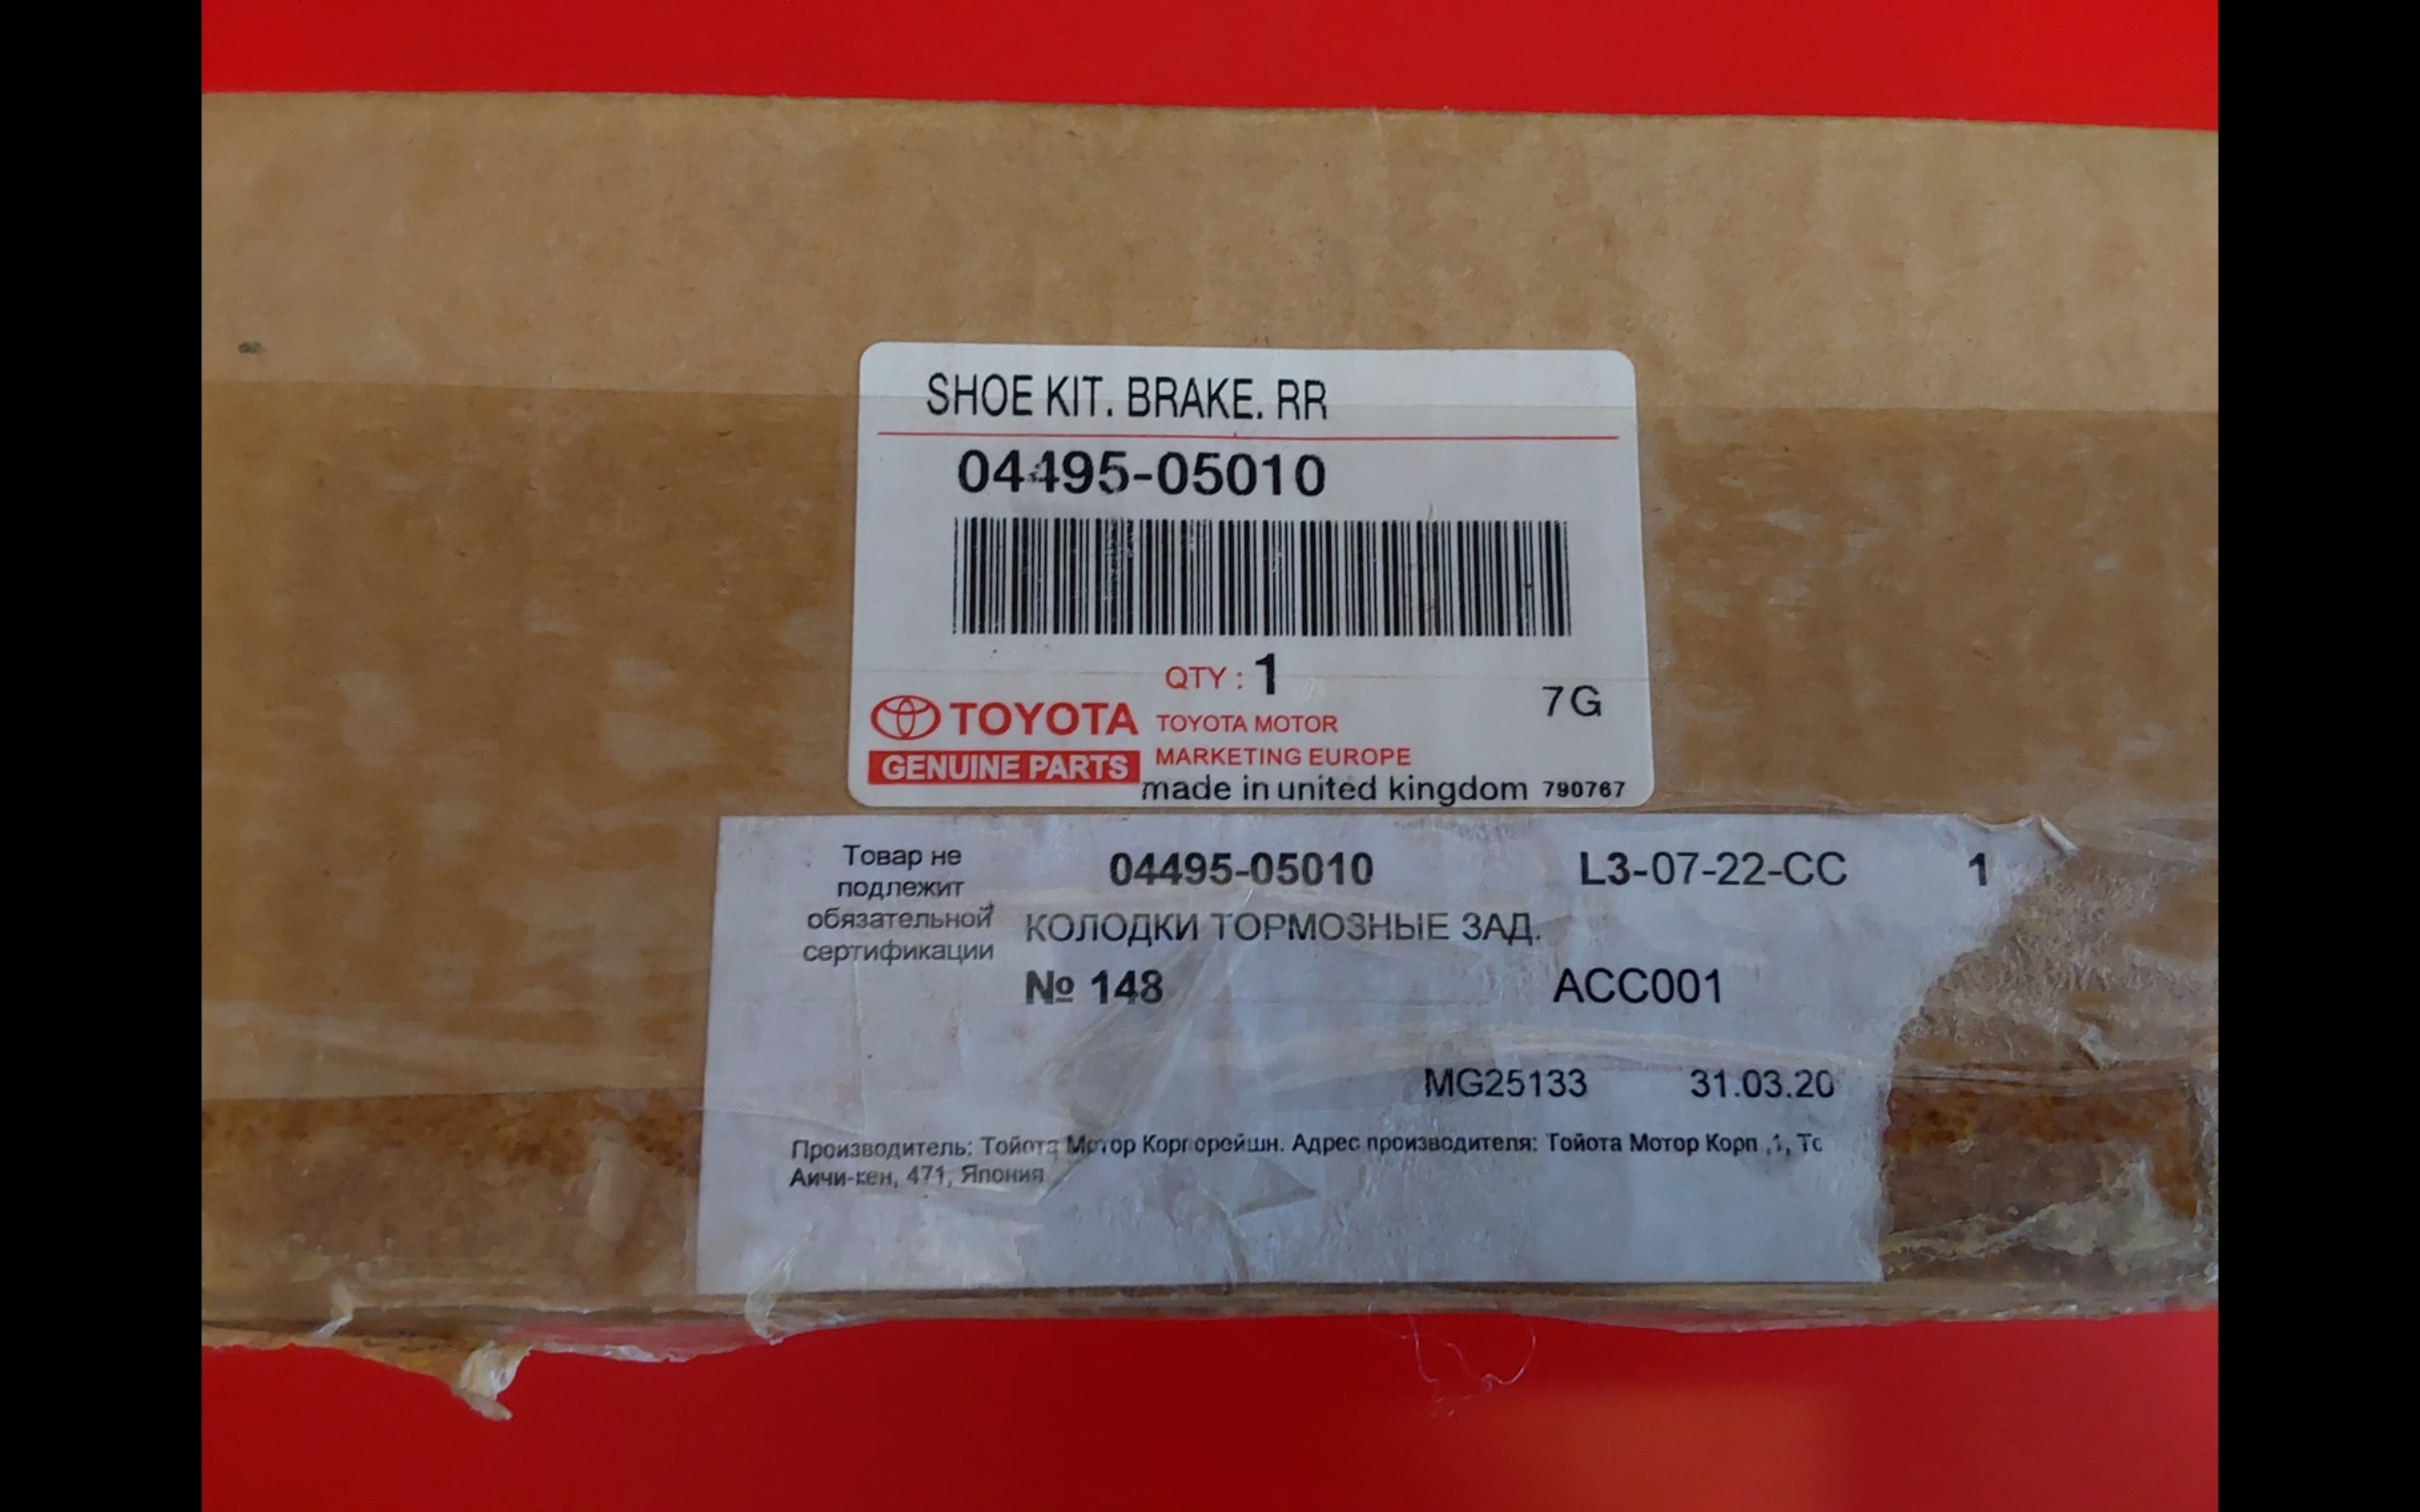 SHOE KIT. BRAKE. RR
04495-05010
QTY : 1
7G
TOYOTA
GENUINE PARTS
TOYOTA MOTOR
MARKETING EUROPE
made in united kingdom 790767
Товар не
подлежит
обязательной
сертификации
04495-05010 L3-07-22-CC 1
КОЛОДКИ ТОРМОЗНЫЕ ЗАД.
№ 148 ACC001
MG25133 31.03.20
Производитель: Тойота Мотор Корпорейшн. Адрес производителя: Тойота Мотор Корп ,1, То
Аичи-кен, 471, Япония